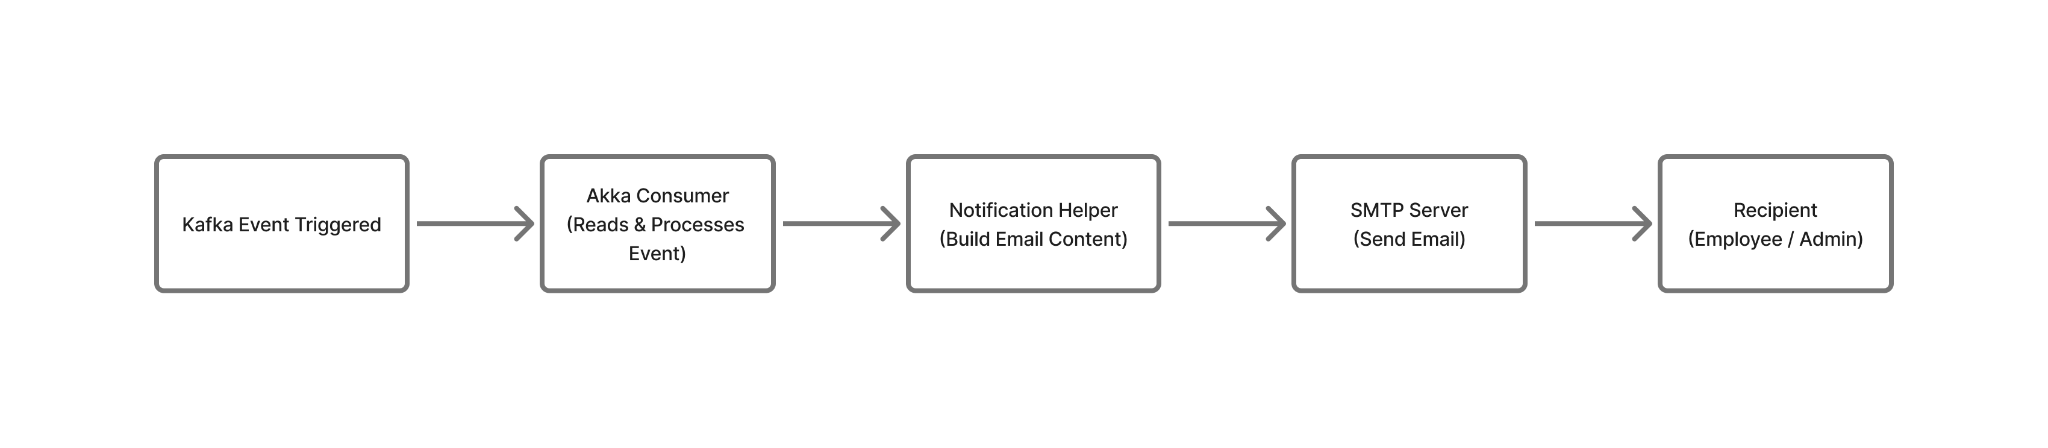 Kafka Event Triggered
Akka Consumer
(Reads & Processes
Event)
Notification Helper
(Build Email Content)
SMTP Server
(Send Email)
Recipient
(Employee / Admin)